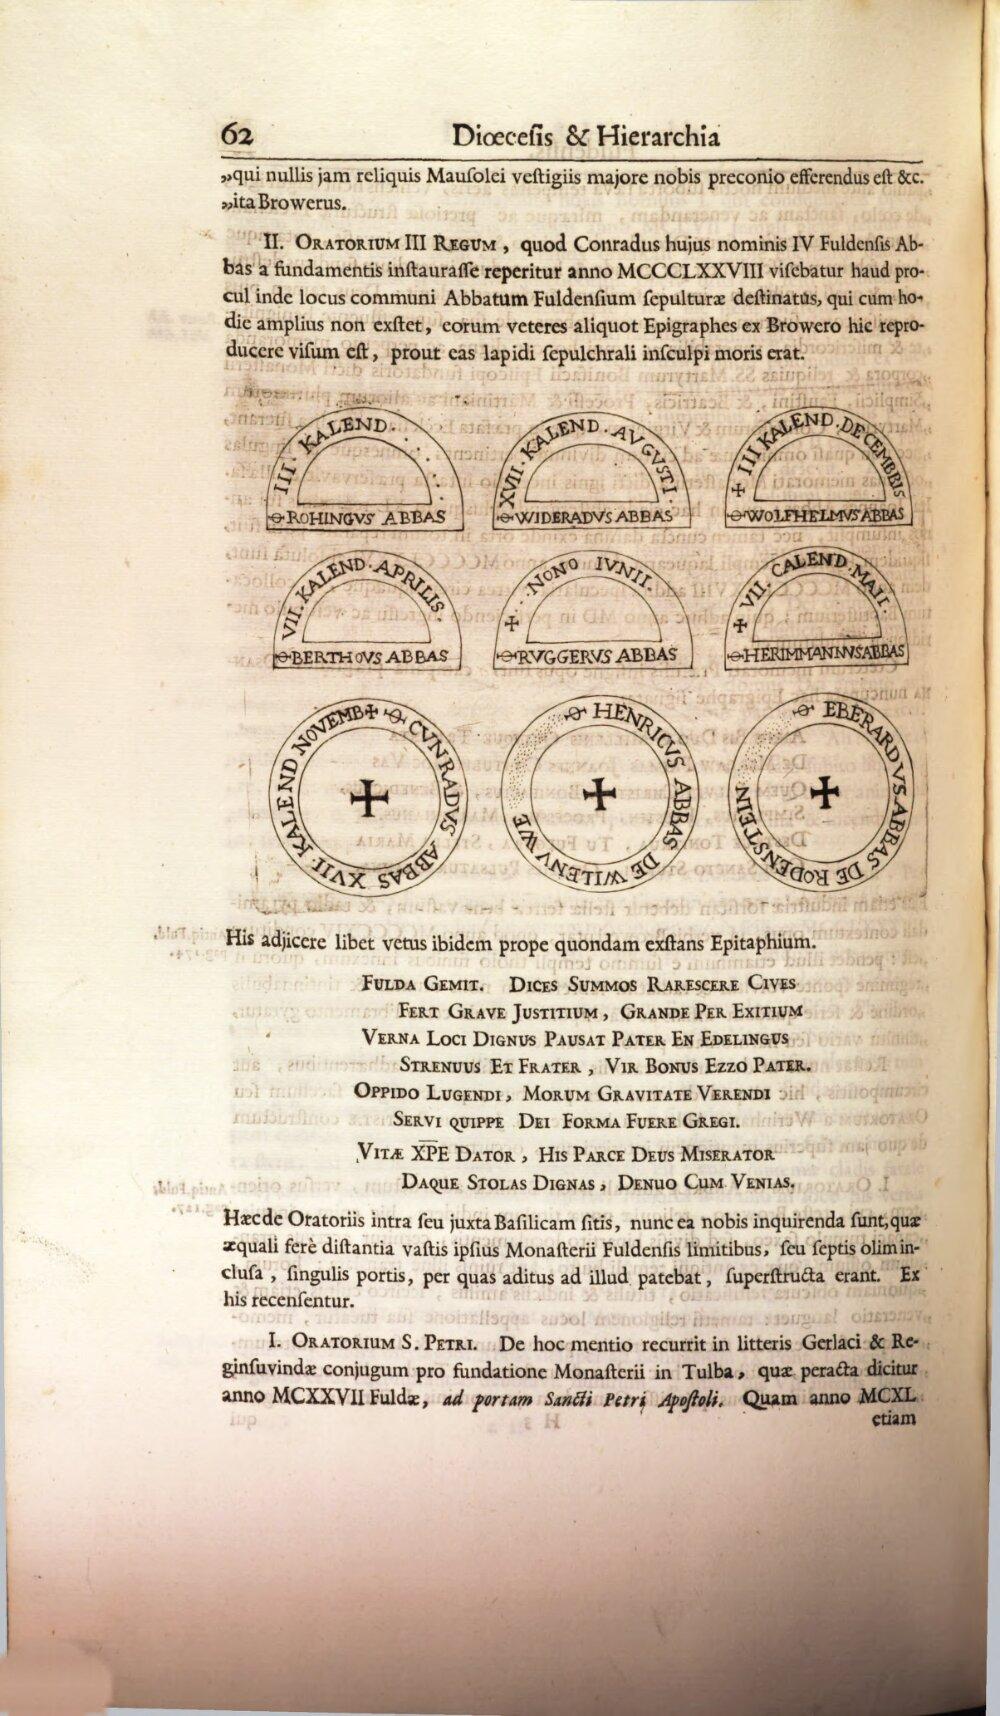 62 Diœcesis & Hierarchia
„qui nullis jam reliquis Mausolei vestigiis majore nobis preconio efferendus est &c.
„ita Browerus.
II. ORATORIUM III REGUM, quod Conradus hujus nominis IV Fuldensis Ab-
bas a fundamentis instaurasse reperitur anno MCCCLXXVIII visebatur haud pro-
cul inde locus communi Abbatum Fuldensium sepulturæ destinatus, qui cum ho-
die amplius non exstet, eorum veteres aliquot Epigraphes ex Browero hic repro-
ducere visum est, prout eas lapidi sepulchrali insculpi moris erat.
III. KALEND.
ROHINGVS ABBAS
XVII. KALEND. AVGVSTI.
WIDERADVS ABBAS
✠ III KALEND. DECEMBRIS
WOLFHELMVS ABBAS
VII. KALEND. APRILIS.
BERTHOVS ABBAS
✠ NONO IVNII.
RVGGERVS ABBAS
✠ VII. CALEND. MAII.
HERIMMANNVS ABBAS
CVNRADVS ABBAS XVII. KALEND NOVEMB ✠
✠
HENRICVS ABBAS DE WILENVWE
✠
EBERARDVS. ABBAS DE RODENSTEIN
✠
His adjicere libet vetus ibidem prope quondam exstans Epitaphium.
FULDA GEMIT. DICES SUMMOS RARESCERE CIVES
FERT GRAVE JUSTITIUM, GRANDE PER EXITIUM
VERNA LOCI DIGNUS PAUSAT PATER EN EDELINGUS
STRENUUS ET FRATER, VIR BONUS EZZO PATER.
OPPIDO LUGENDI, MORUM GRAVITATE VERENDI
SERVI QUIPPE DEI FORMA FUERE GREGI.
VITÆ X̅P̅E DATOR, HIS PARCE DEUS MISERATOR
DAQUE STOLAS DIGNAS, DENUO CUM VENIAS.
Hæc de Oratoriis intra seu juxta Basilicam sitis, nunc ea nobis inquirenda sunt, quæ
æquali ferè distantia vastis ipsius Monasterii Fuldensis limitibus, seu septis olim in-
clusa, singulis portis, per quas aditus ad illud patebat, superstructa erant. Ex
his recensentur.
I. ORATORIUM S. PETRI. De hoc mentio recurrit in litteris Gerlaci & Re-
ginsuvindæ conjugum pro fundatione Monasterii in Tulba, quæ peracta dicitur
anno MCXXVII Fuldæ, ad portam Sancti Petri Apostoli. Quam anno MCXL
etiam